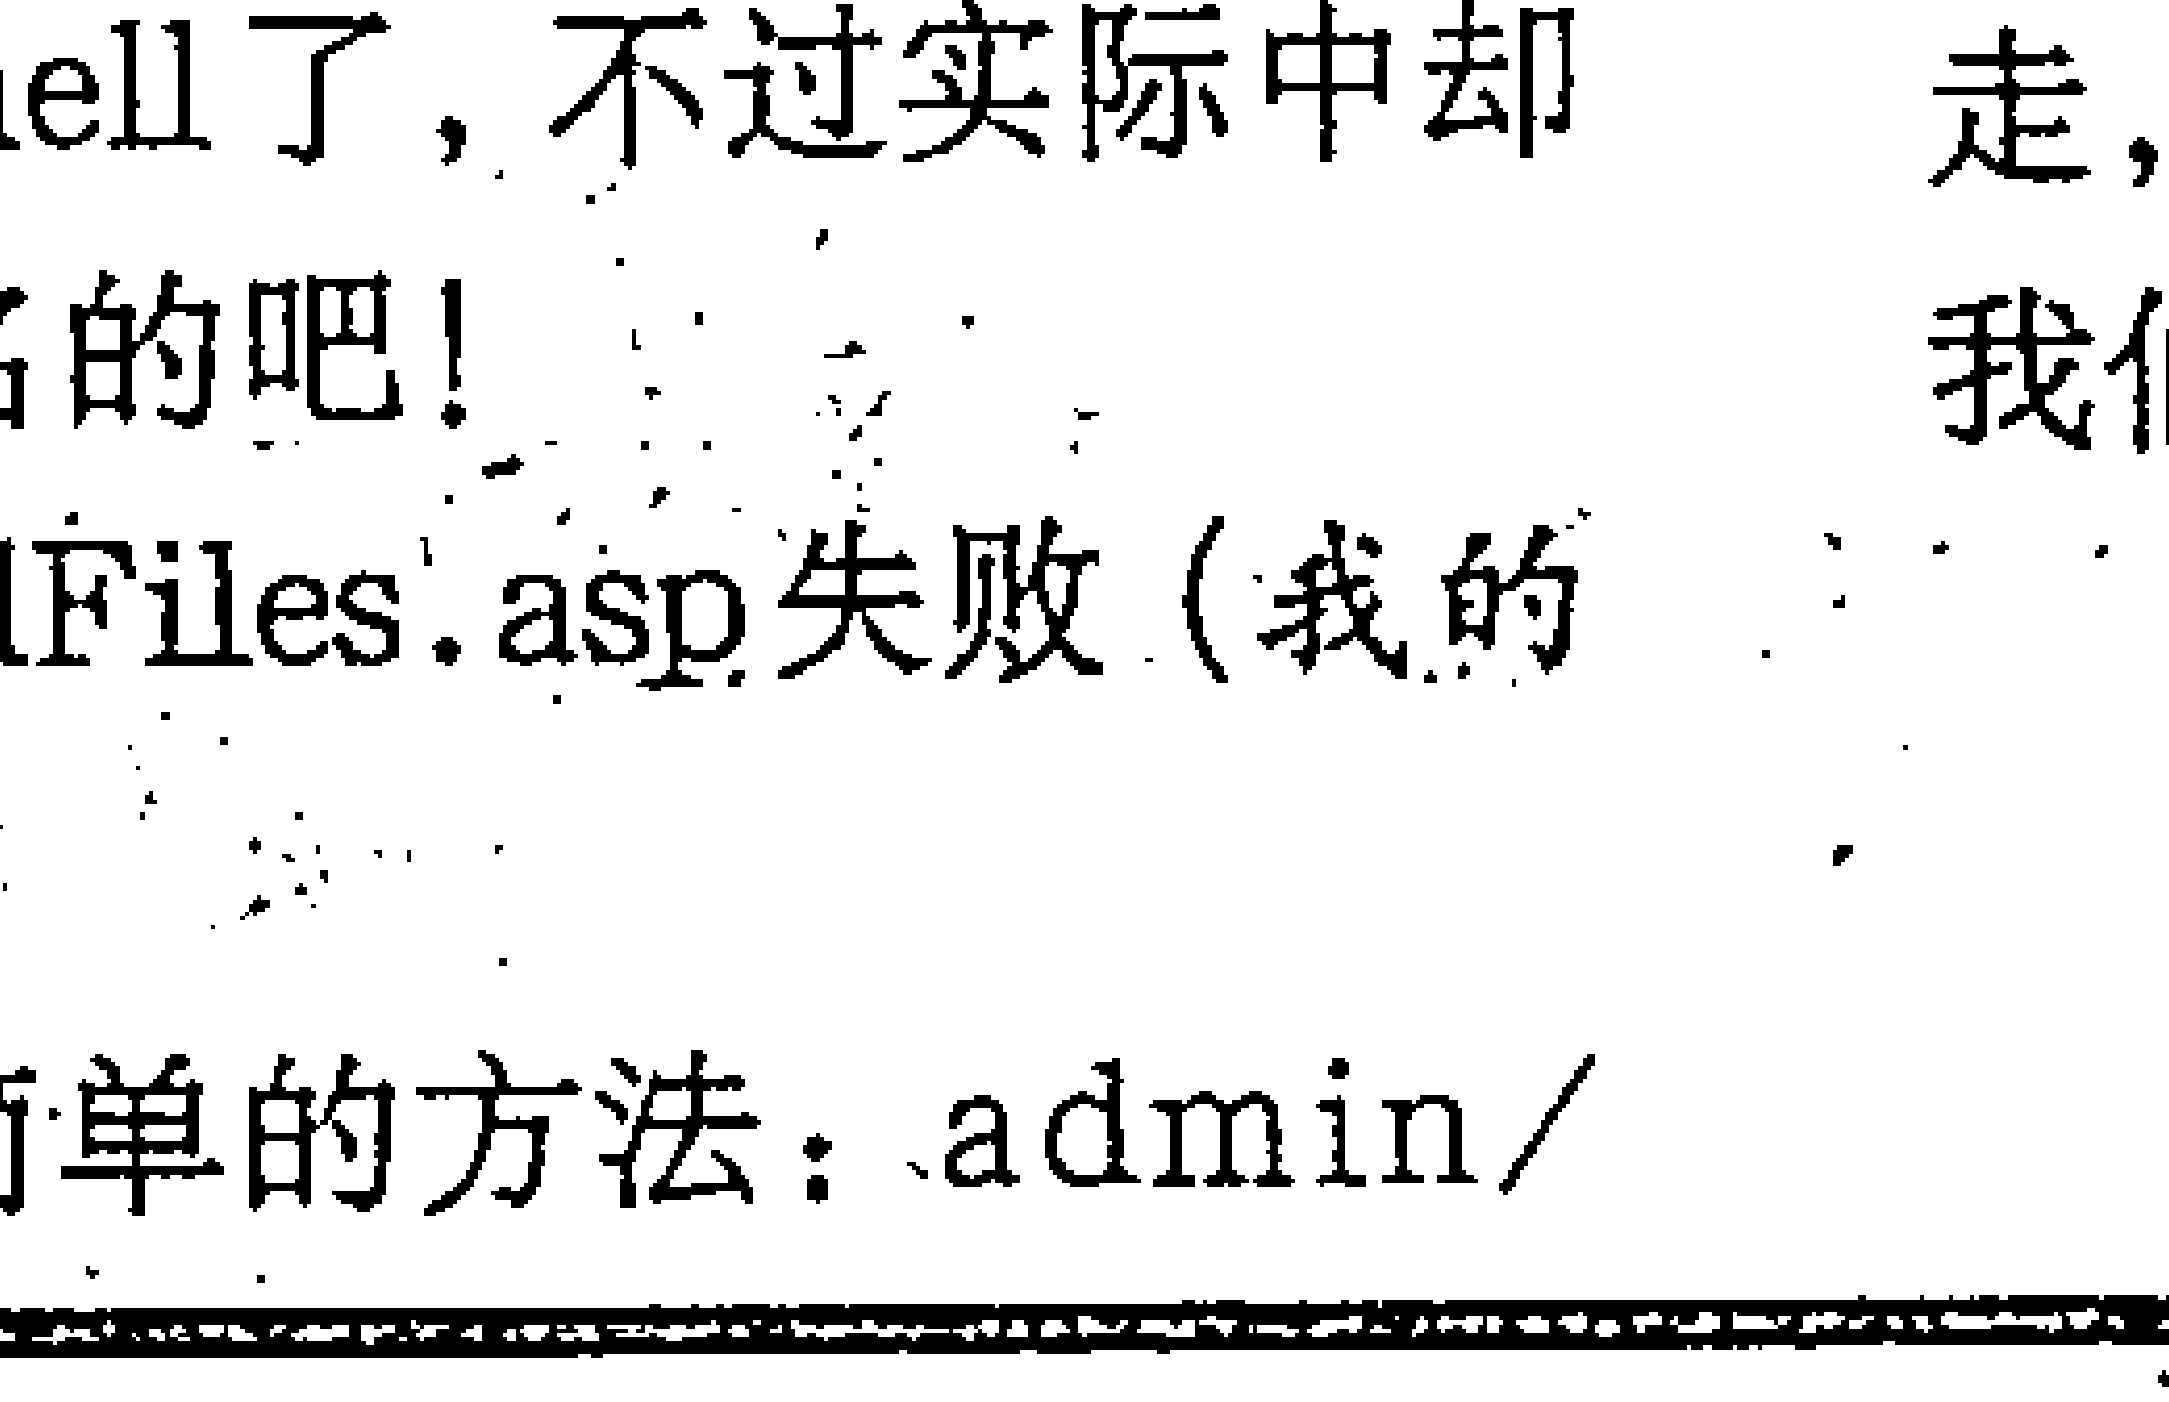 ell了，不过实际中却
的吧！
Files.asp失败（我的
单的方法：admin/
走，
我